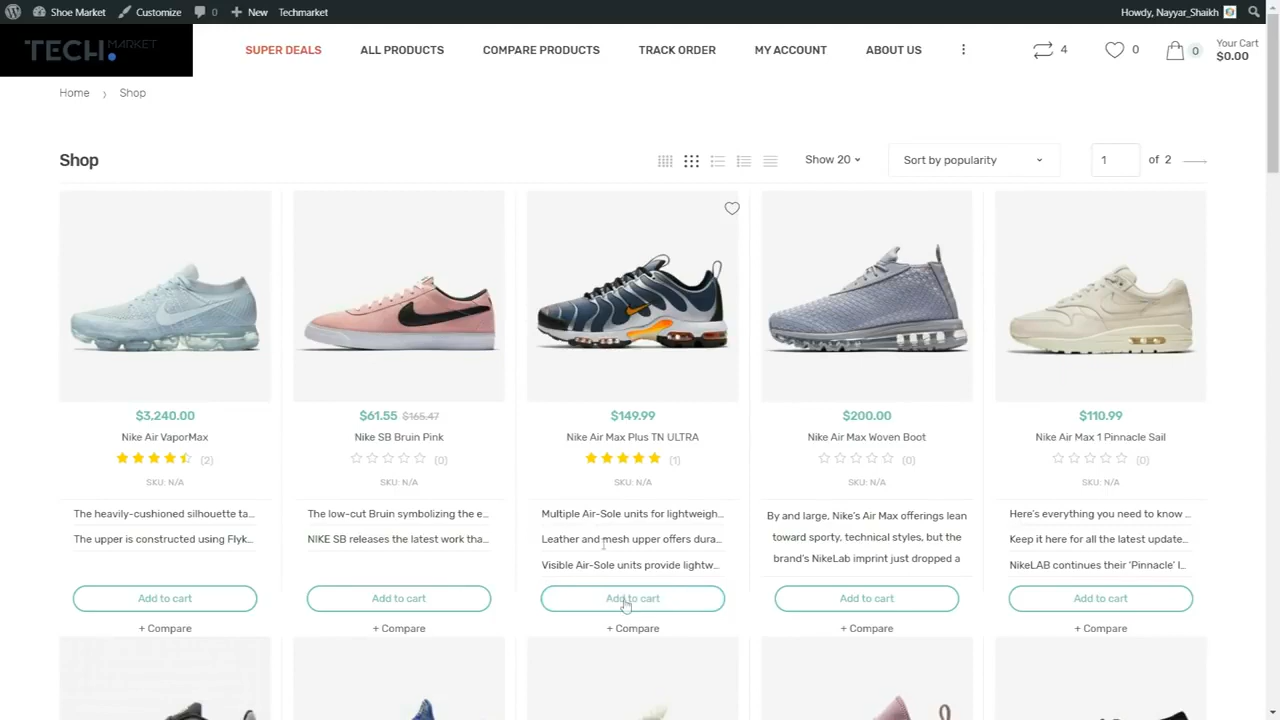 Shoe Market Customize 0 New Techmarket Howdy, Nayyar_Shaikh
TECH. MARKET
SUPER DEALS ALL PRODUCTS COMPARE PRODUCTS TRACK ORDER MY ACCOUNT ABOUT US 4 0 0 Your Cart
$0.00
Home › Shop
Shop Show 20 Sort by popularity 1 of 2
$3,240.00
Nike Air VaporMax
(2)
SKU: N/A
The heavily-cushioned silhouette ta...
The upper is constructed using Flyk...
Add to cart
+ Compare
$61.55 $165.47
Nike SB Bruin Pink
(0)
SKU: N/A
The low-cut Bruin symbolizing the e...
NIKE SB releases the latest work tha...
Add to cart
+ Compare
$149.99
Nike Air Max Plus TN ULTRA
(1)
SKU: N/A
Multiple Air-Sole units for lightweigh...
Leather and mesh upper offers dura...
Visible Air-Sole units provide lightw...
Add to cart
+ Compare
$200.00
Nike Air Max Woven Boot
(0)
SKU: N/A
By and large, Nike's Air Max offerings lean
toward sporty, technical styles, but the
brand's NikeLab imprint just dropped a
Add to cart
+ Compare
$110.99
Nike Air Max 1 Pinnacle Sail
(0)
SKU: N/A
Here's everything you need to know ...
Keep it here for all the latest update...
NikeLAB continues their 'Pinnacle' l...
Add to cart
+ Compare